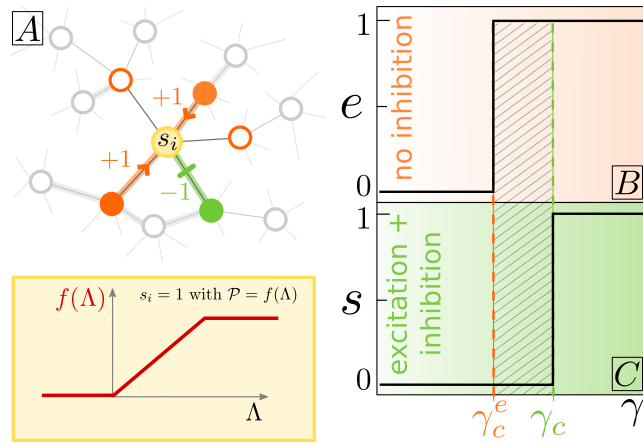 A
+1
s_i
+1
−1
f(Λ)
s_i = 1 with P = f(Λ)
Λ
1
e
0
no inhibition
B
1
s
0
excitation +
inhibition
C
γ_c^e
γ_c
γ